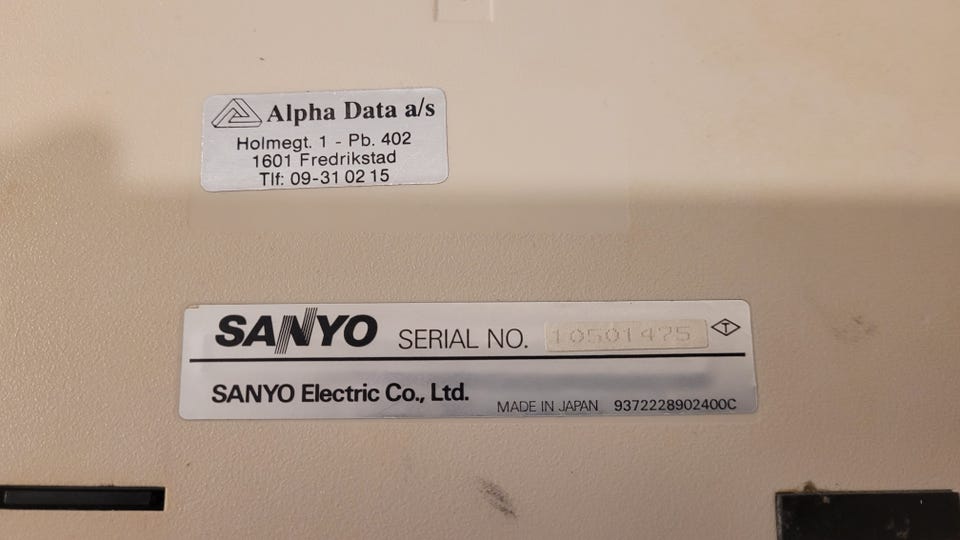 Alpha Data a/s
Holmegt. 1 - Pb. 402
1601 Fredrikstad
Tlf: 09-31 02 15
SANYO SERIAL NO. 10501475 T
SANYO Electric Co., Ltd.
MADE IN JAPAN 9372228902400C